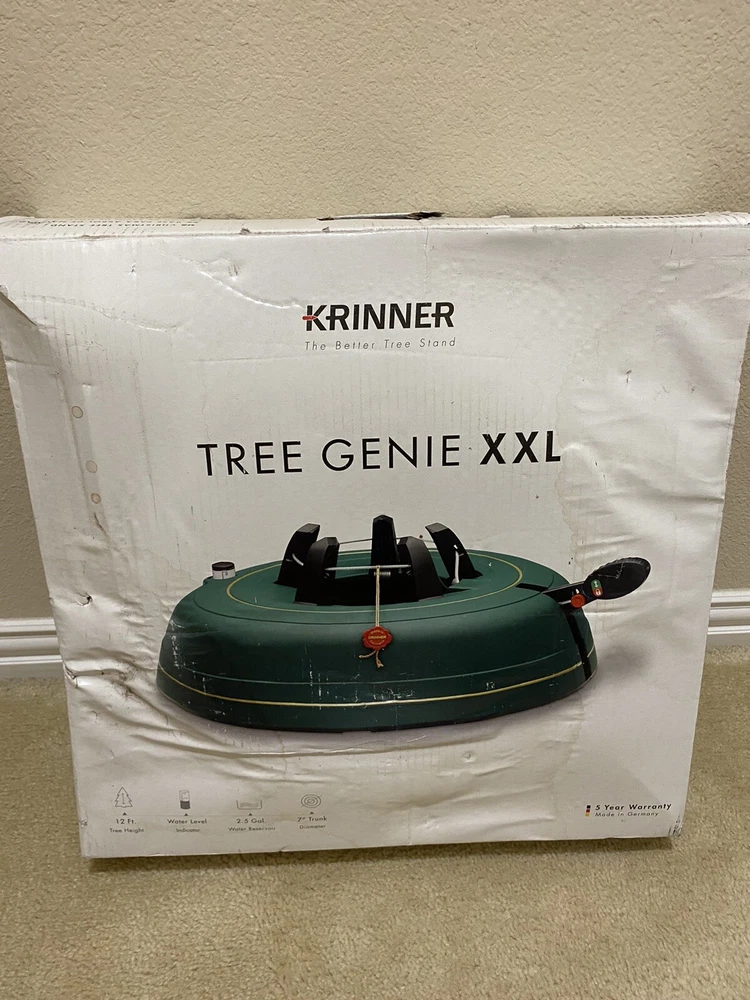 KRINNER
KRINNER
The Better Tree Stand
TREE GENIE XXL
12 Ft.
Tree Height
Water Level
Indicator
2.5 Gal.
Water Reservoir
7" Trunk
Diameter
5 Year Warranty
Made in Germany